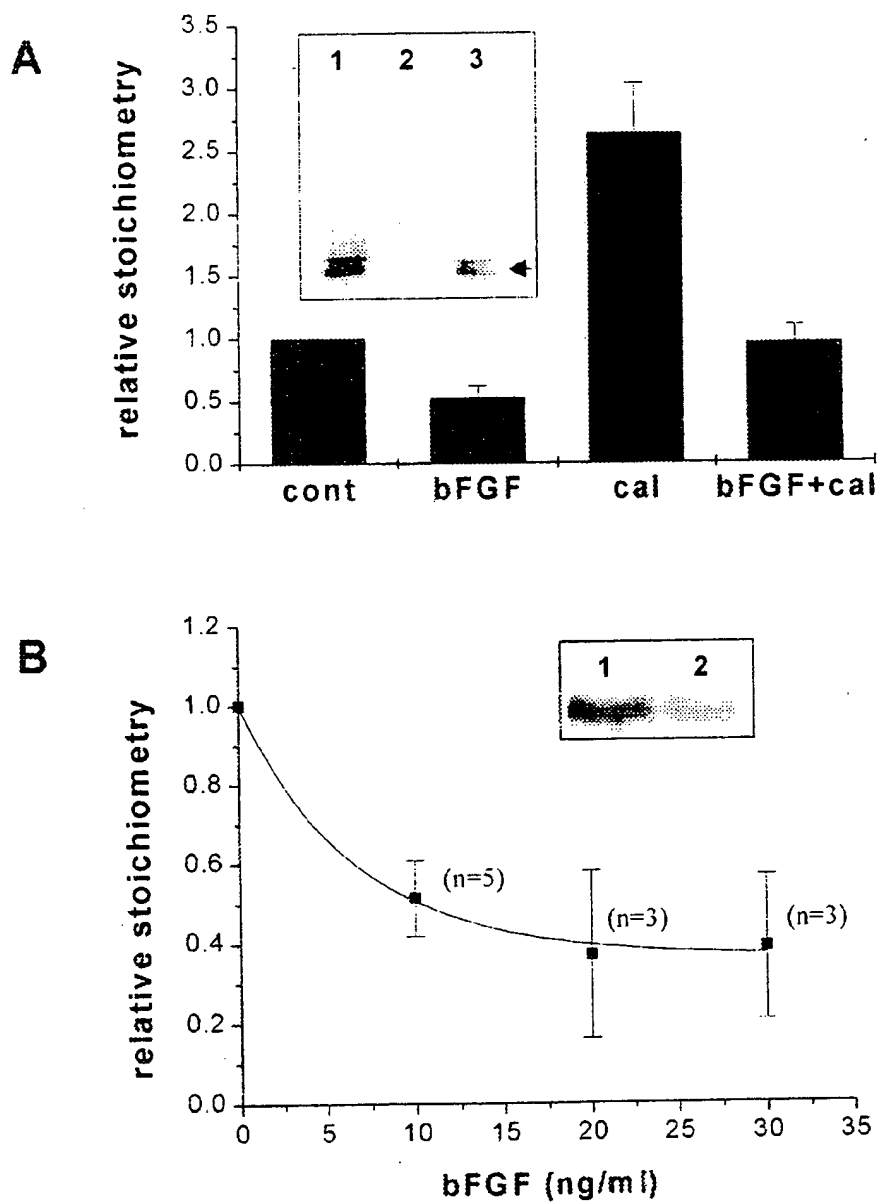 A
relative stoichiometry
3.5
3.0
2.5
2.0
1.5
1.0
0.5
0.0
1 2 3
cont bFGF cal bFGF+cal
B
relative stoichiometry
1.2
1.0
0.8
0.6
0.4
0.2
0.0
1 2
(n=5)
(n=3)
(n=3)
0 5 10 15 20 25 30 35
bFGF (ng/ml)